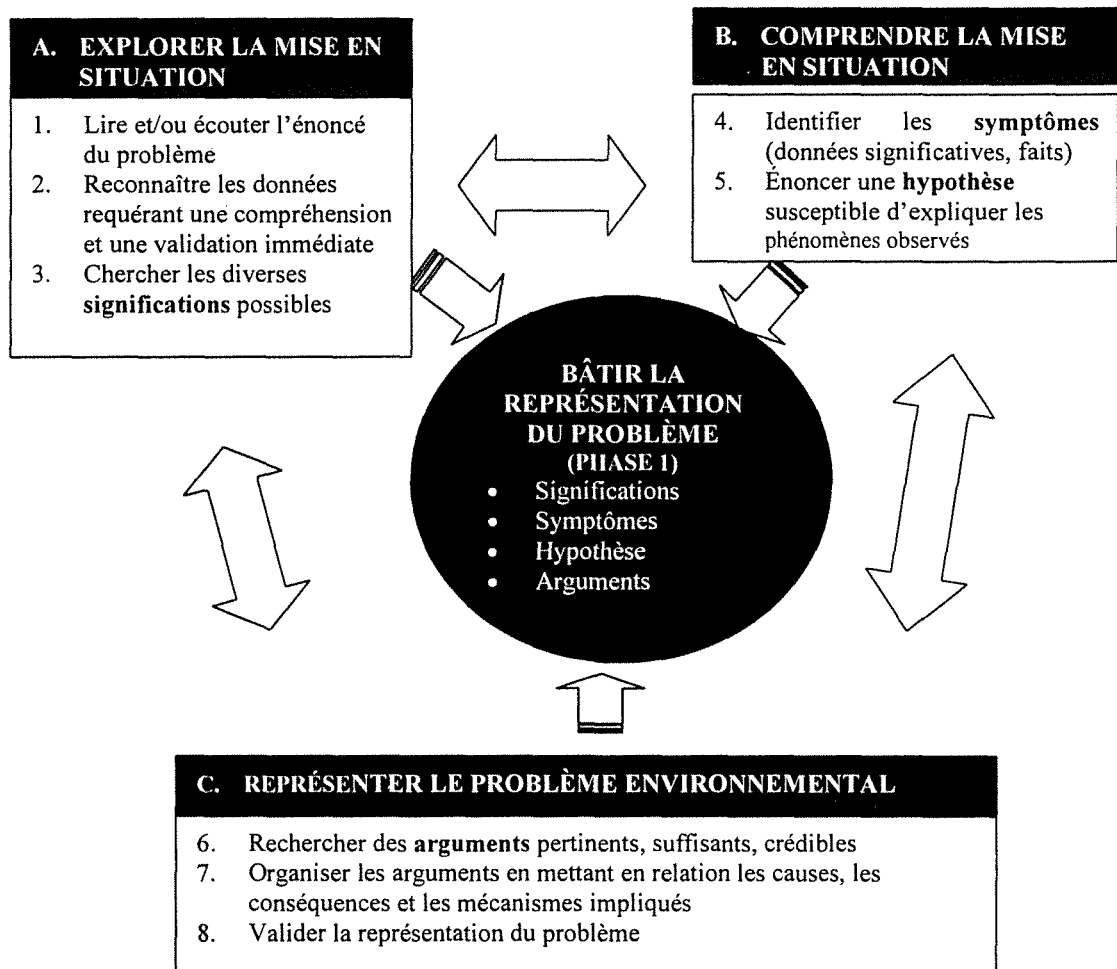 A. EXPLORER LA MISE EN
SITUATION
1. Lire et/ou écouter l'énoncé
du problème
2. Reconnaître les données
requérant une compréhension
et une validation immédiate
3. Chercher les diverses
significations possibles
B. COMPRENDRE LA MISE
EN SITUATION
4. Identifier les symptômes
(données significatives, faits)
5. Énoncer une hypothèse
susceptible d'expliquer les
phénomènes observés
BÂTIR LA
REPRÉSENTATION
DU PROBLÈME
(PHASE 1)
• Significations
• Symptômes
• Hypothèse
• Arguments
C. REPRÉSENTER LE PROBLÈME ENVIRONNEMENTAL
6. Rechercher des arguments pertinents, suffisants, crédibles
7. Organiser les arguments en mettant en relation les causes, les
conséquences et les mécanismes impliqués
8. Valider la représentation du problème